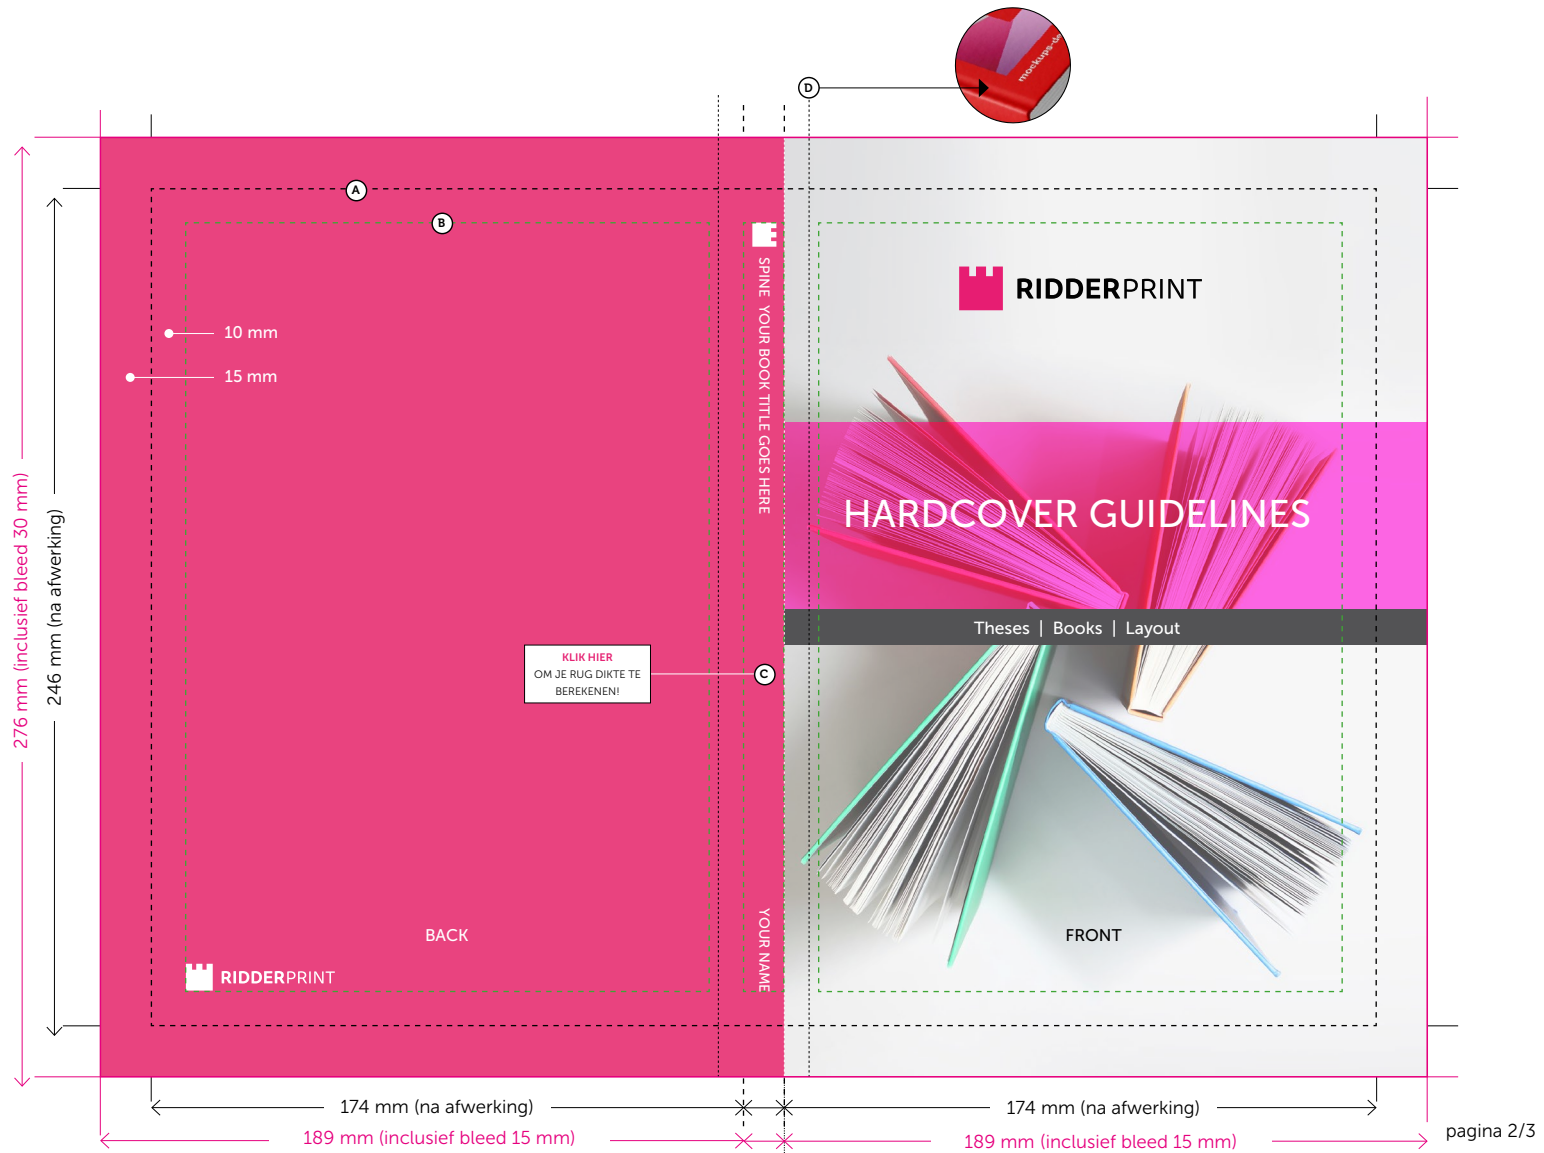 mockups-de
D
A
B
10 mm
15 mm
276 mm (inclusief bleed 30 mm)
246 mm (na afwerking)
SPINE YOUR BOOK TITLE GOES HERE
RIDDERPRINT
HARDCOVER GUIDELINES
Theses | Books | Layout
KLIK HIER
OM JE RUG DIKTE TE
BEREKENEN!
C
YOUR NAME
BACK
FRONT
RIDDERPRINT
174 mm (na afwerking)
174 mm (na afwerking)
189 mm (inclusief bleed 15 mm)
189 mm (inclusief bleed 15 mm)
pagina 2/3